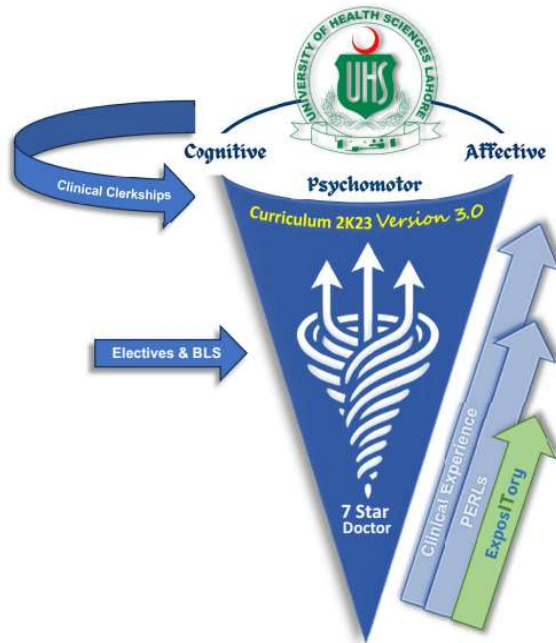 UNIVERSITY OF HEALTH SCIENCES LAHORE
UHS
Cognitive
Affective
Psychomotor
Clinical Clerkships
Curriculum 2K23 Version 3.0
Electives & BLS
7 Star
Doctor
Clinical Experience
PERLs
ExposITory